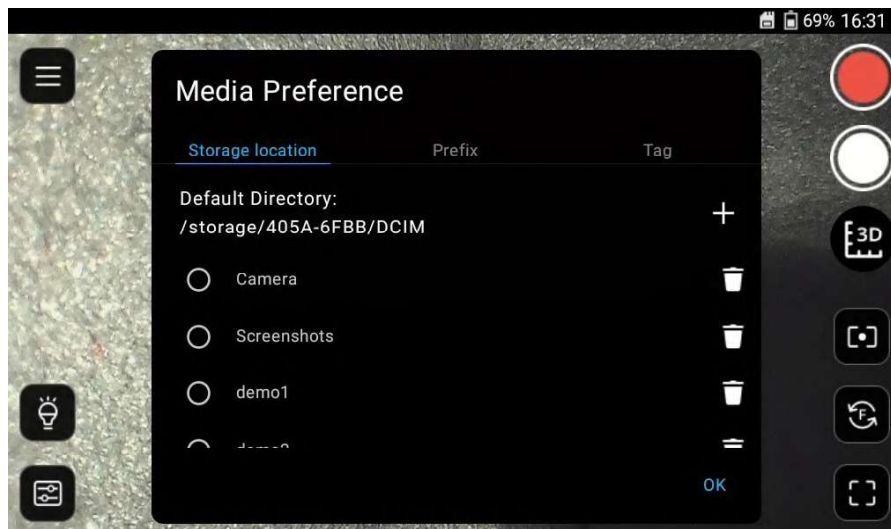 69% 16:31
Media Preference
Storage location Prefix Tag
Default Directory:
/storage/405A-6FBB/DCIM
3D
Camera
Screenshots
demo1
F
OK